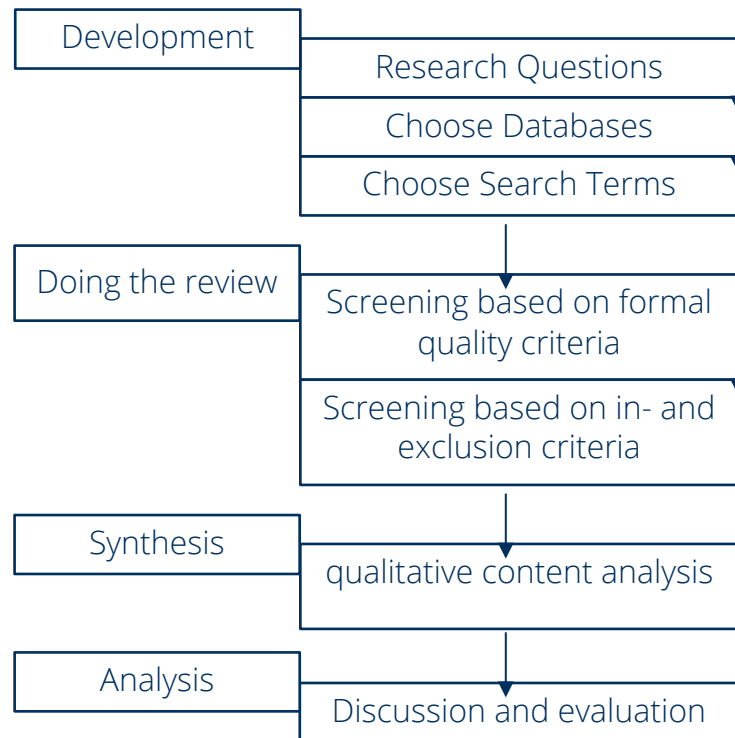 Development
Research Questions
Choose Databases
Choose Search Terms
Doing the review
Screening based on formal
quality criteria
Screening based on in- and
exclusion criteria
Synthesis
qualitative content analysis
Analysis
Discussion and evaluation